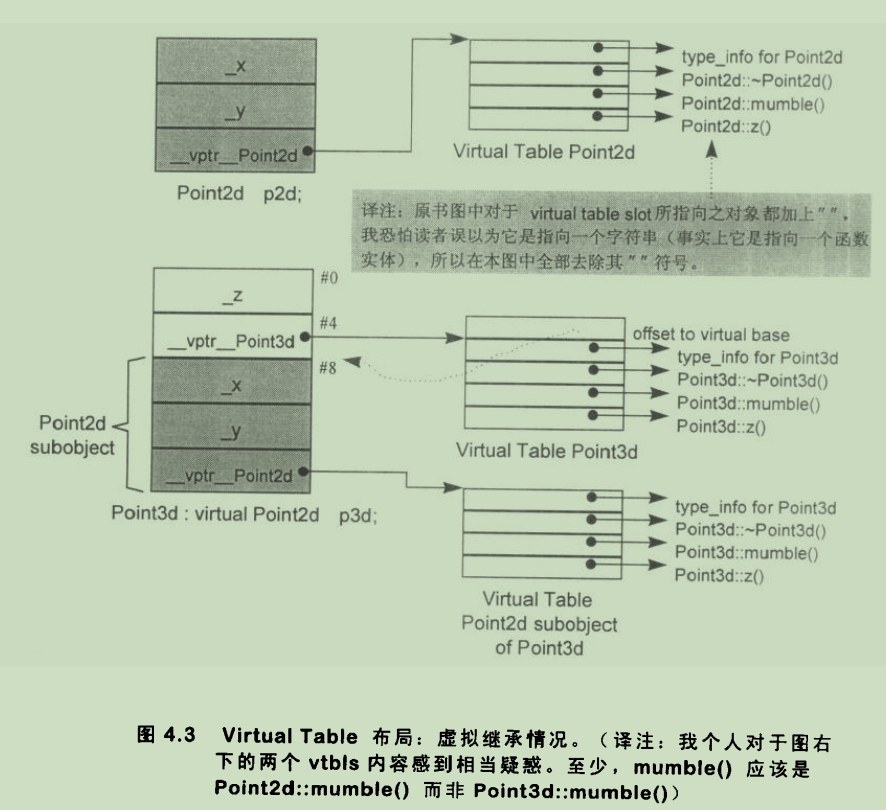 _x
_y
__vptr__Point2d
Point2d p2d;
type_info for Point2d
Point2d::~Point2d()
Point2d::mumble()
Point2d::z()
Virtual Table Point2d
译注：原书图中对于 virtual table slot 所指向之对象都加上″″，
我恐怕读者误以为它是指向一个字符串（事实上它是指向一个函数
实体），所以在本图中全部去除其″″符号。
#0
_z
#4
__vptr__Point3d
#8
_x
_y
__vptr__Point2d
Point2d
subobject
Point3d : virtual Point2d p3d;
offset to virtual base
type_info for Point3d
Point3d::~Point3d()
Point3d::mumble()
Point3d::z()
Virtual Table Point3d
type_info for Point3d
Point3d::~Point3d()
Point3d::mumble()
Point3d::z()
Virtual Table
Point2d subobject
of Point3d
图 4.3 Virtual Table 布局：虚拟继承情况。（译注：我个人对于图右
下的两个 vtbls 内容感到相当疑惑。至少，mumble() 应该是
Point2d::mumble() 而非 Point3d::mumble()）